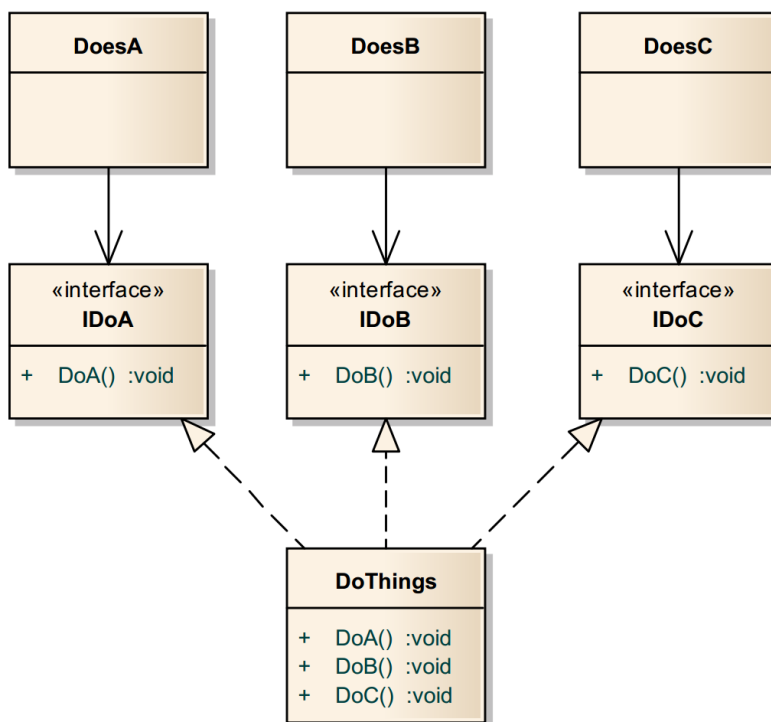 DoesA
DoesB
DoesC
«interface»
IDoA
+ DoA() :void
«interface»
IDoB
+ DoB() :void
«interface»
IDoC
+ DoC() :void
DoThings
+ DoA() :void
+ DoB() :void
+ DoC() :void